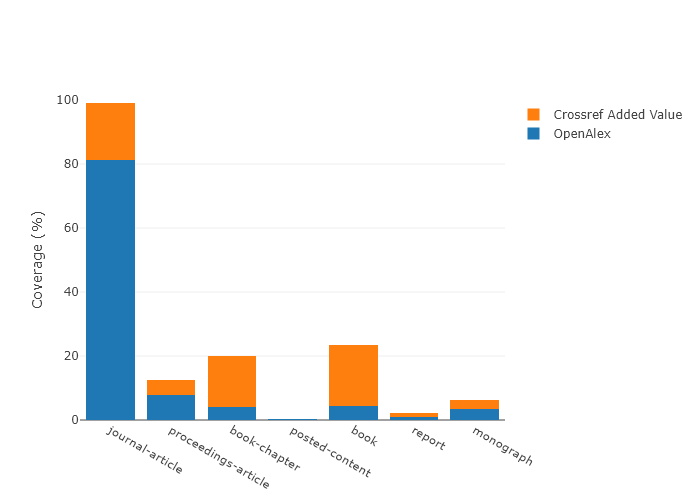 Crossref Added Value
OpenAlex
Coverage (%)
100
80
60
40
20
0
journal-article
proceedings-article
book-chapter
posted-content
book
report
monograph